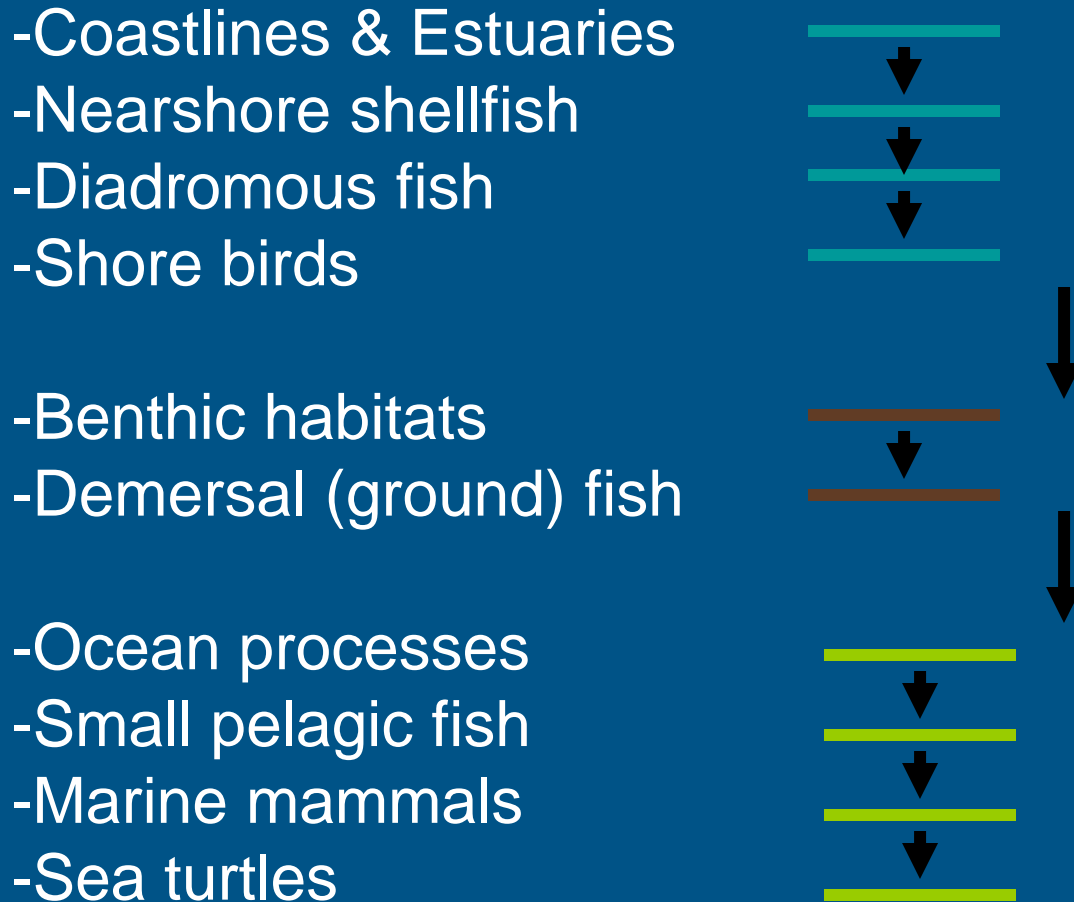 -Coastlines & Estuaries
-Nearshore shellfish
-Diadromous fish
-Shore birds
-Benthic habitats
-Demersal (ground) fish
-Ocean processes
-Small pelagic fish
-Marine mammals
-Sea turtles